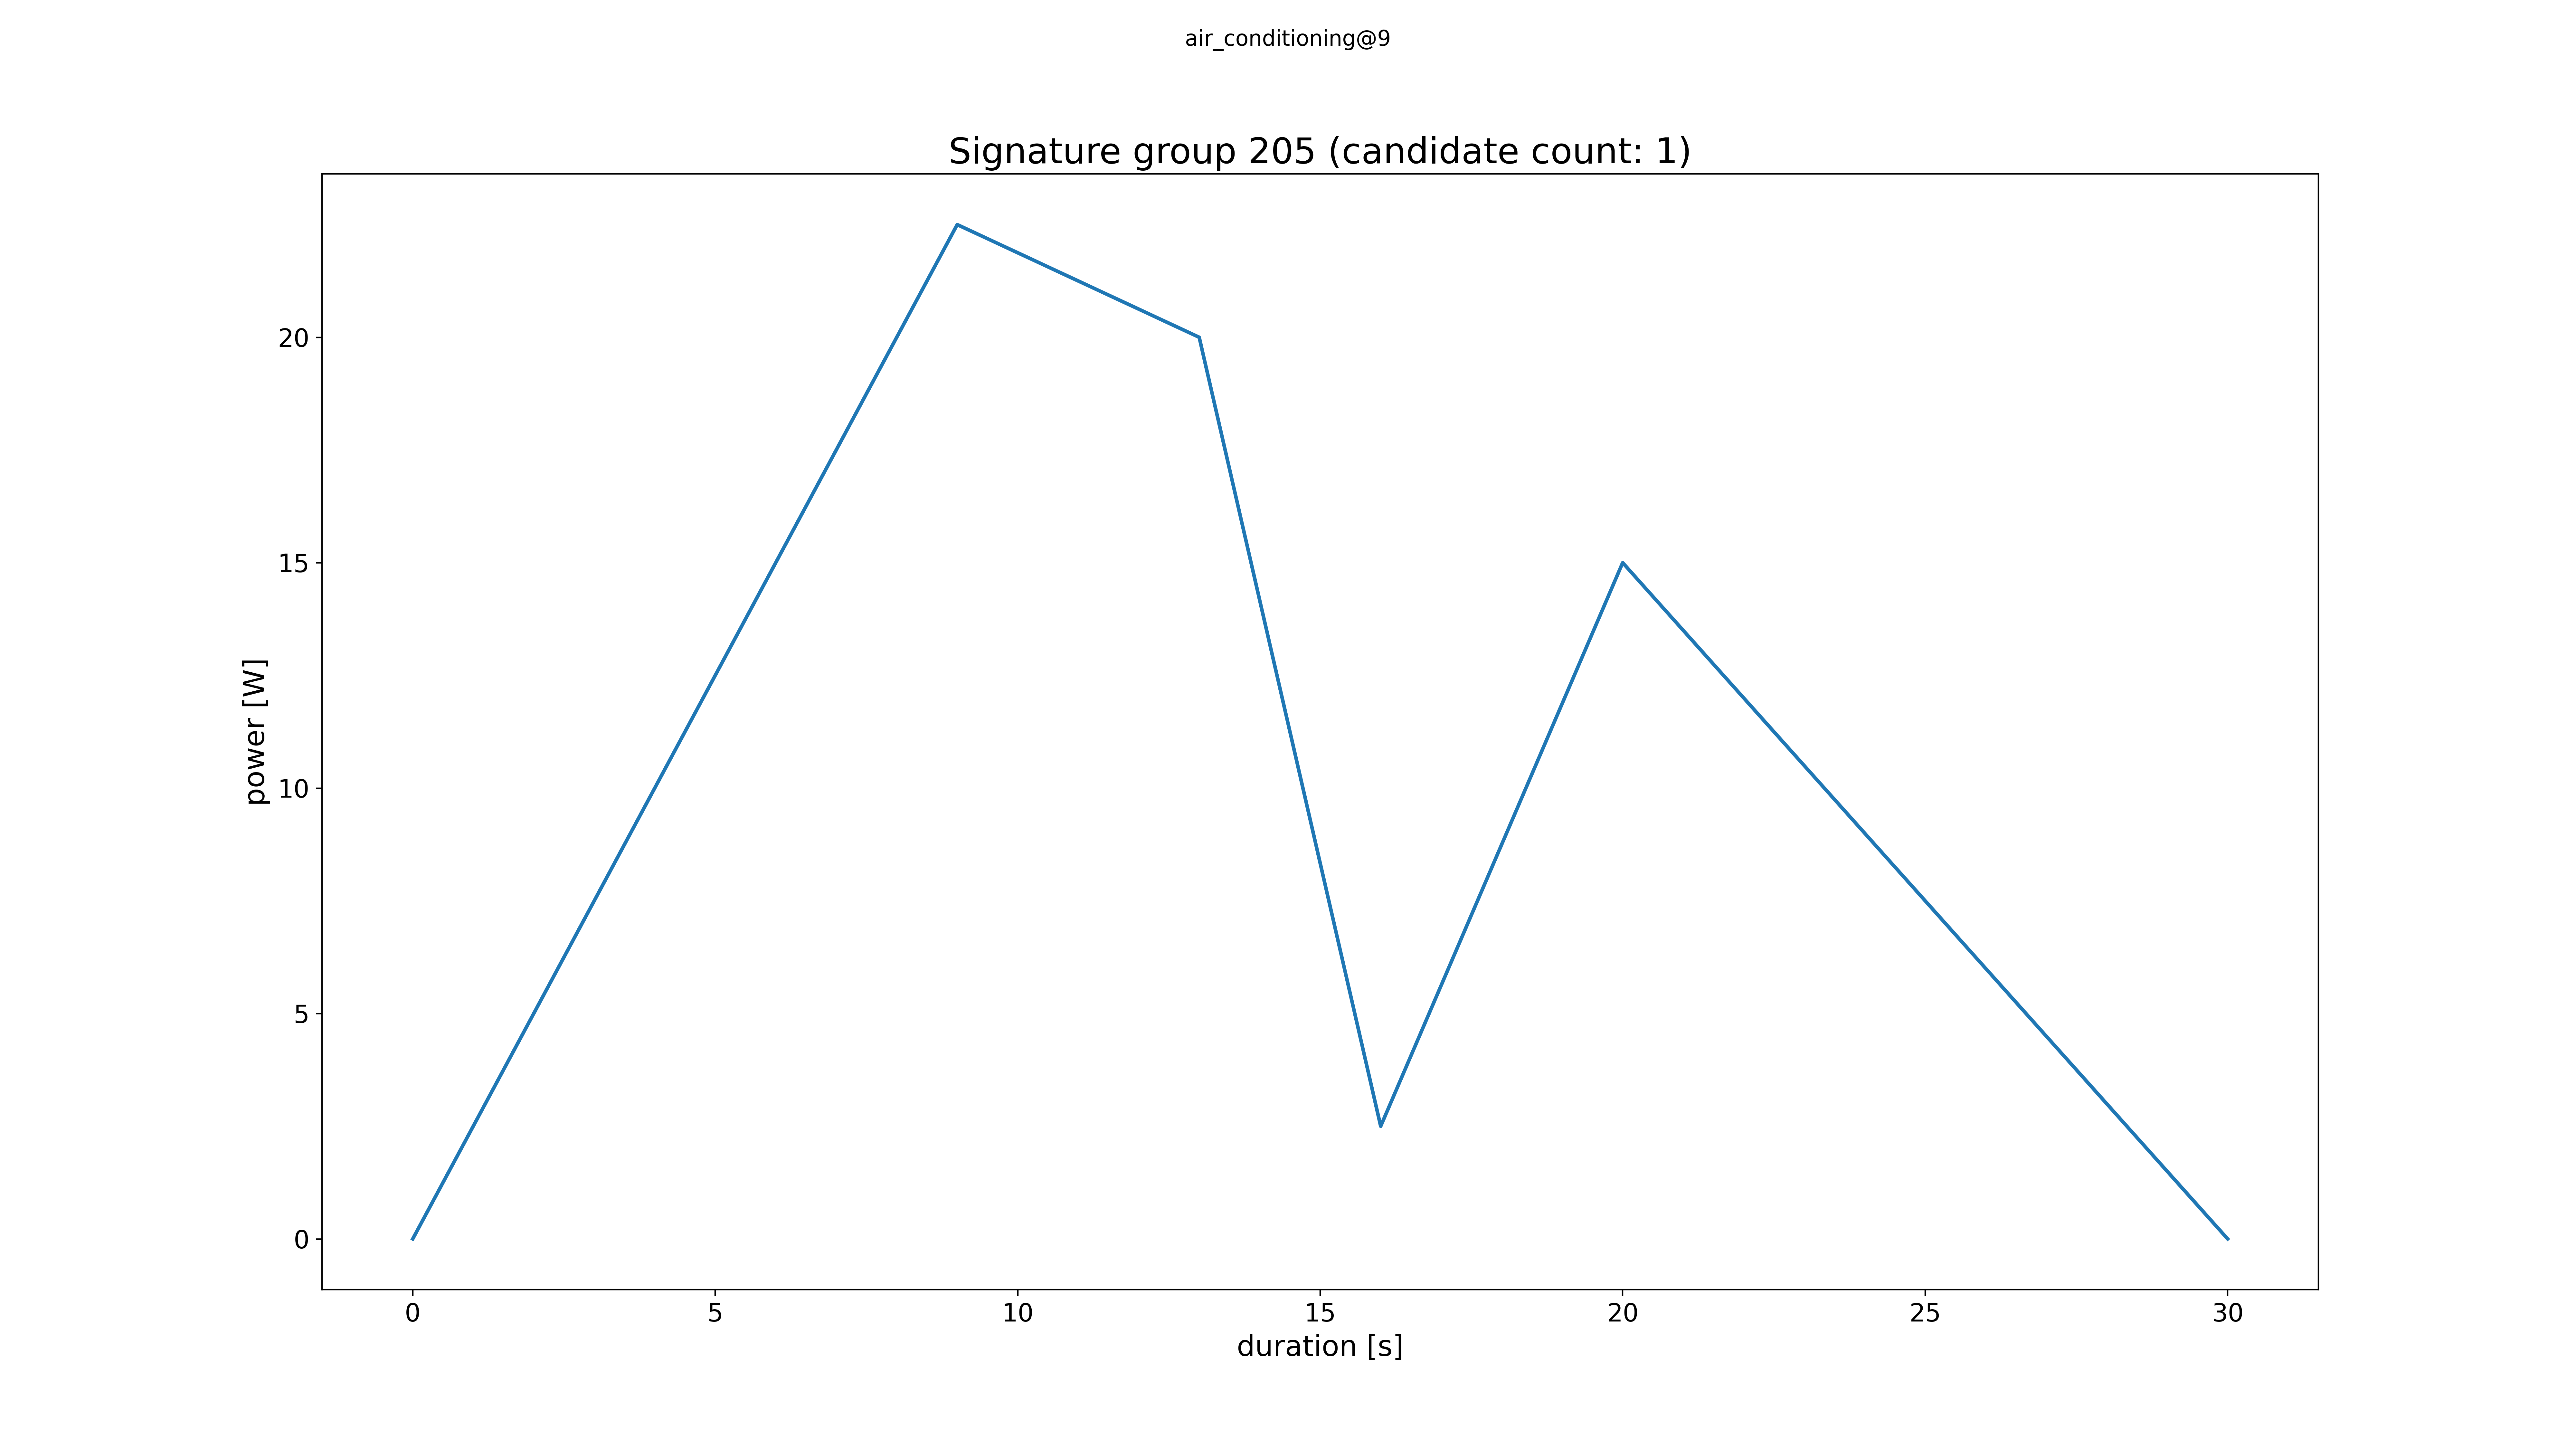 air_conditioning@9
Signature group 205 (candidate count: 1)
power [W]
20
15
10
5
0
0 5 10 15 20 25 30
duration [s]